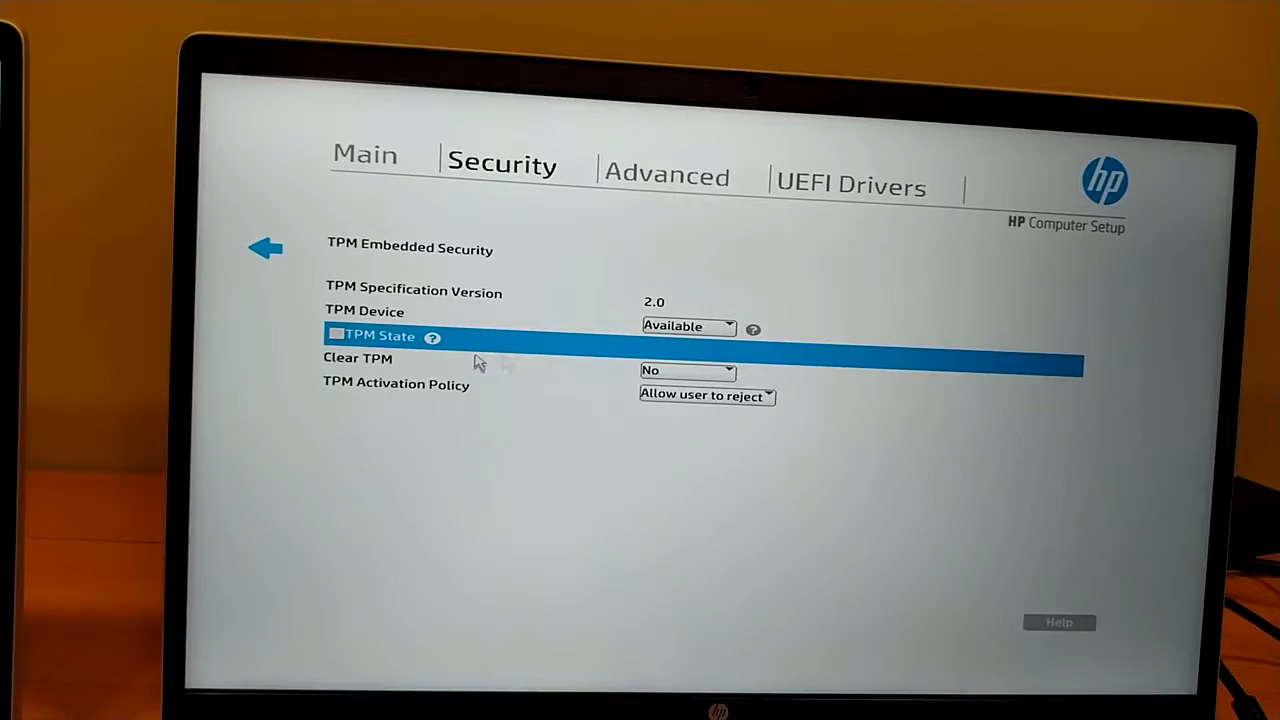 Main Security Advanced UEFI Drivers
hp
HP Computer Setup
TPM Embedded Security
TPM Specification Version 2.0
TPM Device Available ?
TPM State ?
Clear TPM No
TPM Activation Policy Allow user to reject
Help
hp